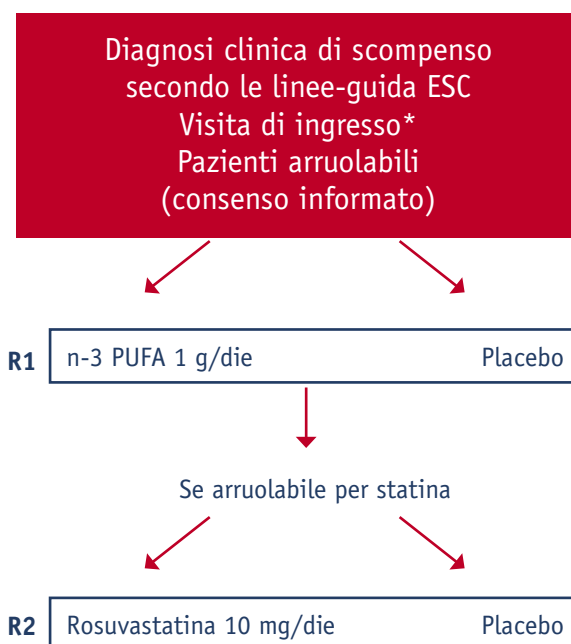 Diagnosi clinica di scompenso
secondo le linee-guida ESC
Visita di ingresso*
Pazienti arruolabili
(consenso informato)
R1 n-3 PUFA 1 g/die Placebo
Se arruolabile per statina
R2 Rosuvastatina 10 mg/die Placebo